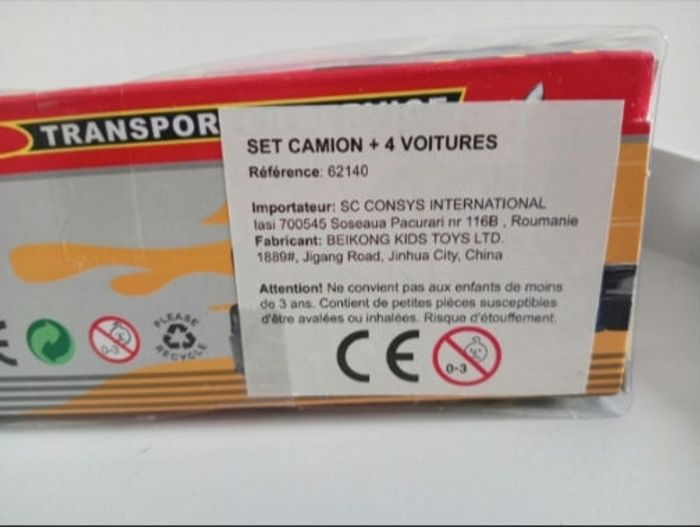 TRANSPOR
SET CAMION + 4 VOITURES
Référence: 62140
Importateur: SC CONSYS INTERNATIONAL
Iasi 700545 Soseaua Pacurari nr 116B , Roumanie
Fabricant: BEIKONG KIDS TOYS LTD.
1889#, Jigang Road, Jinhua City, China
Attention! Ne convient pas aux enfants de moins
de 3 ans. Contient de petites pièces susceptibles
d'être avalées ou inhalées. Risque d'étouffement.
CE
0-3
0-3
PLEASE
RECYCLE